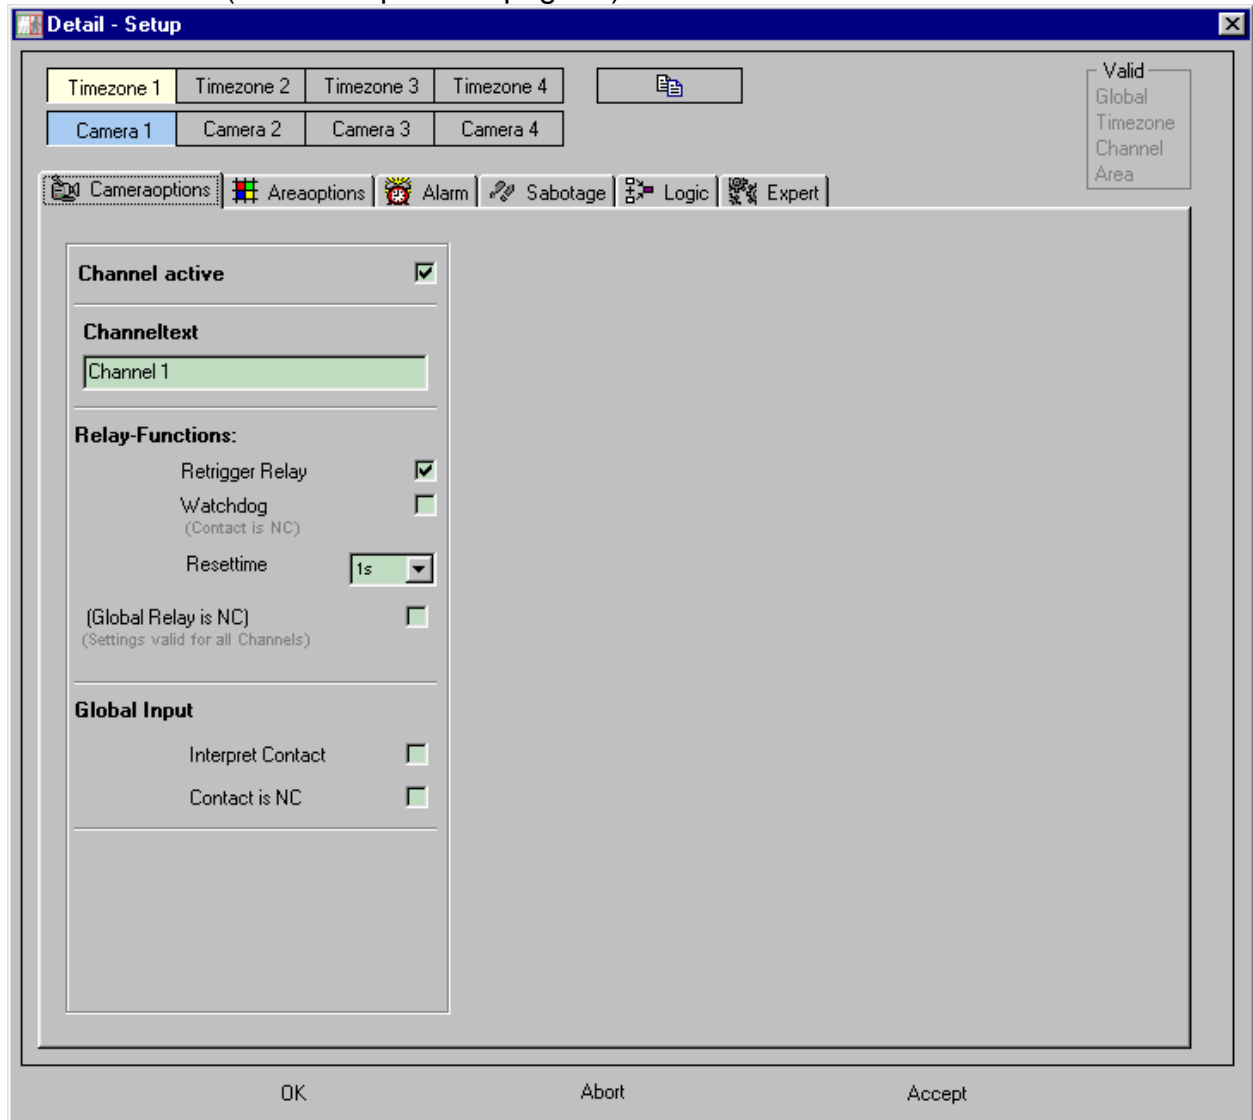 Detail - Setup
Timezone 1 Timezone 2 Timezone 3 Timezone 4
Camera 1 Camera 2 Camera 3 Camera 4
Valid
Global
Timezone
Channel
Area
Cameraoptions Areaoptions Alarm Sabotage Logic Expert
Channel active
Channeltext
Channel 1
Relay-Functions:
Retrigger Relay
Watchdog
(Contact is NC)
Resettime 1s
(Global Relay is NC)
(Settings valid for all Channels)
Global Input
Interpret Contact
Contact is NC
OK Abort Accept